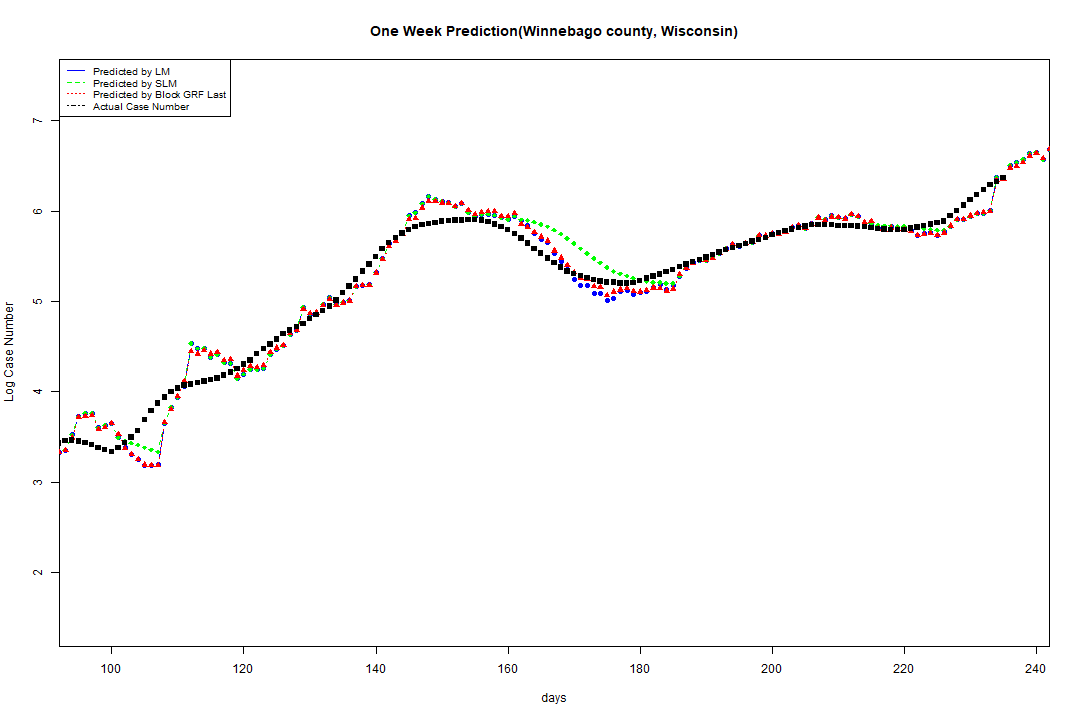 One Week Prediction(Winnebago county, Wisconsin)
Predicted by LM
Predicted by SLM
Predicted by Block GRF Last
Actual Case Number
7
6
5
4
3
2
Log Case Number
100 120 140 160 180 200 220 240
days